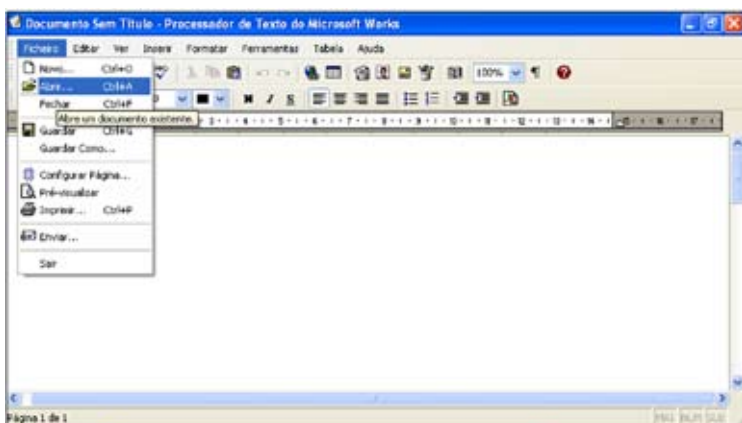 Documento Sem Título - Processador de Texto do Microsoft Works
Ficheiro Editar Ver Inserir Formatar Ferramentas Tabela Ajuda
Novo... Ctrl+O
100%
Abrir... Ctrl+A
N I S
Fechar Ctrl+F
Abre um documento existente.
Guardar Ctrl+G
Guardar Como...
Configurar Página...
Pré-visualizar
Imprimir... Ctrl+P
Enviar...
Sair
Página 1 de 1